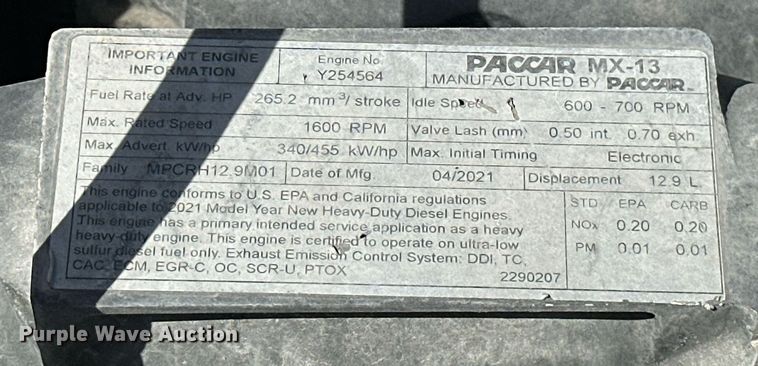 IMPORTANT ENGINE
INFORMATION
Engine No.
Y254564
PACCAR MX-13
MANUFACTURED BY PACCAR
Fuel Rate at Adv. HP 265.2 mm³/ stroke
Idle Speed 600 - 700 RPM
Max. Rated Speed 1600 RPM
Valve Lash (mm) 0.50 int. 0.70 exh.
Max. Advert. kW/hp 340/455 kW/hp
Max. Initial Timing Electronic
Family MPCRH12.9M01
Date of Mfg. 04/2021
Displacement 12.9 L
This engine conforms to U.S. EPA and California regulations
applicable to 2021 Model Year New Heavy-Duty Diesel Engines.
This engine has a primary intended service application as a heavy
heavy-duty engine. This engine is certified to operate on ultra-low
sulfur diesel fuel only. Exhaust Emission Control System: DDI, TC,
CAC, ECM, EGR-C, OC, SCR-U, PTOX
2290207
STD EPA CARB
NOx 0.20 0.20
PM 0.01 0.01
Purple Wave Auction